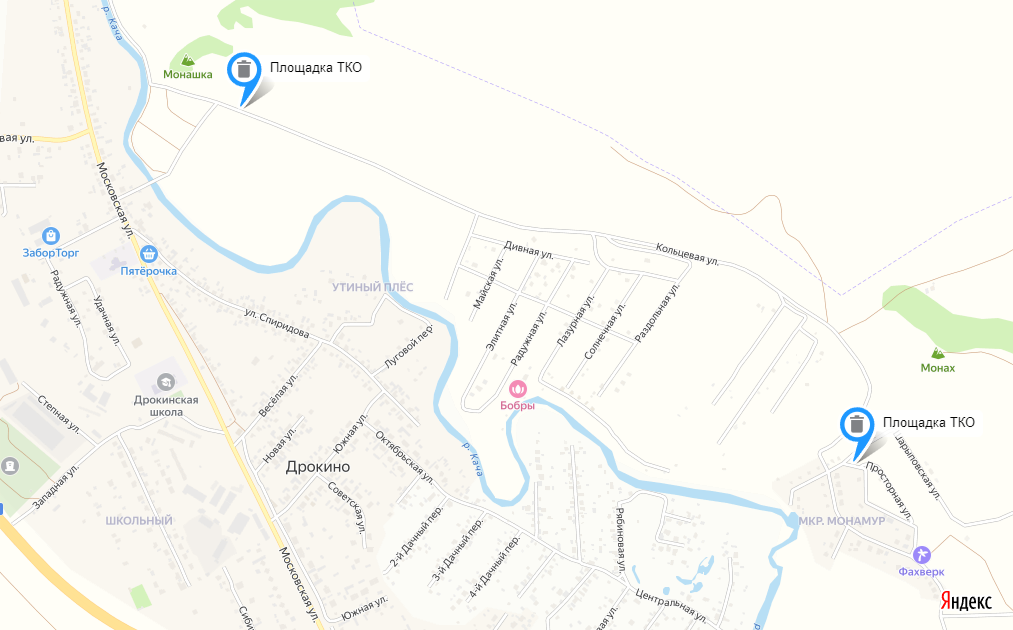 р. Кача
Монашка
Площадка ТКО
вая ул.
Московская ул.
ЗаборТорг
Пятёрочка
Радужная ул.
Удачная ул.
ул. Спиридова
УТИНЫЙ ПЛЁС
Луговой пер.
Дивная ул.
Кольцевая ул.
Майская ул.
Элитная ул.
Радужная ул.
Лазурная ул.
Солнечная ул.
Раздольная ул.
Бобры
Монах
Площадка ТКО
Дрокинская
школа
Весёлая ул.
Степная ул.
Новая ул.
Южная ул.
Октябрьская ул.
р. Кача
Дрокино
Западная ул.
Советская ул.
ШКОЛЬНЫЙ
Московская ул.
2-й Дачный пер.
3-й Дачный пер.
4-й Дачный пер.
Рябиновая ул.
Центральная ул.
Южная ул.
Сиби
вая ул.
Просторная ул.
арыповская ул.
МКР. МОНАМУР
Фахверк
Яндекс